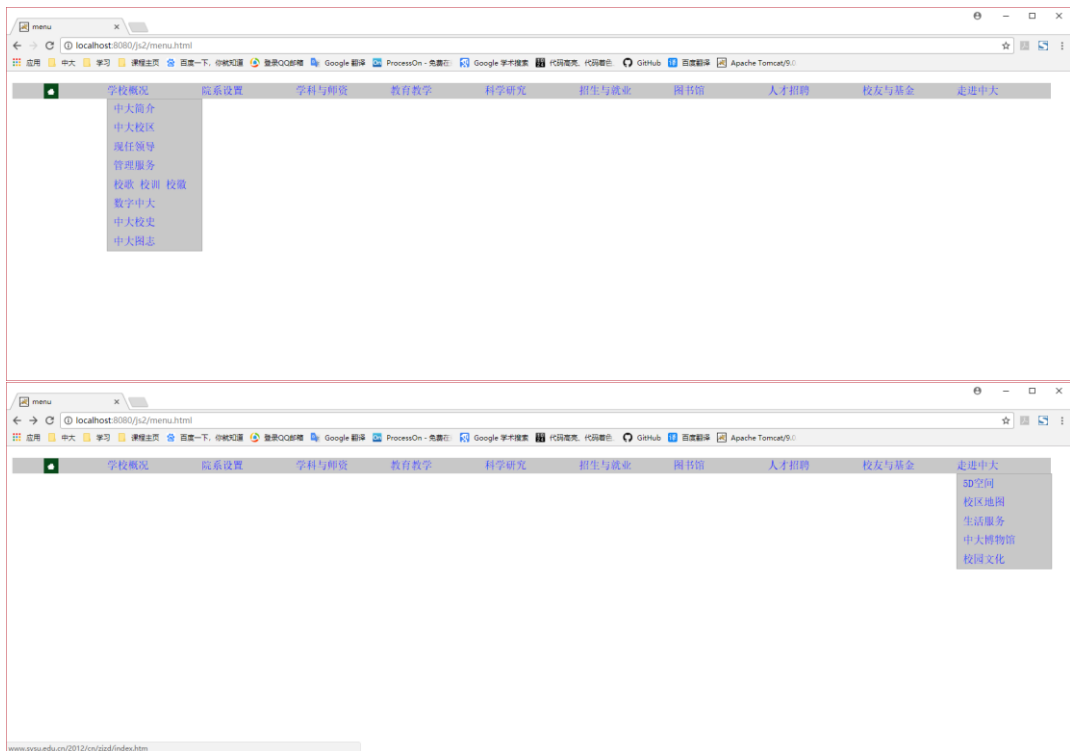 menu
localhost:8080/js2/menu.html
应用 中大 学习 课程主页 百度一下，你就知道 登录QQ邮箱 Google 翻译 ProcessOn - 免费在 Google 学术搜索 代码高亮、代码着色 GitHub 百度翻译 Apache Tomcat/9.0
学校概况 院系设置 学科与师资 教育教学 科学研究 招生与就业 图书馆 人才招聘 校友与基金 走进中大
中大简介
中大校区
现任领导
管理服务
校歌 校训 校徽
数字中大
中大校史
中大图志
menu
localhost:8080/js2/menu.html
应用 中大 学习 课程主页 百度一下，你就知道 登录QQ邮箱 Google 翻译 ProcessOn - 免费在 Google 学术搜索 代码高亮、代码着色 GitHub 百度翻译 Apache Tomcat/9.0
学校概况 院系设置 学科与师资 教育教学 科学研究 招生与就业 图书馆 人才招聘 校友与基金 走进中大
5D空间
校区地图
生活服务
中大博物馆
校园文化
www.sysu.edu.cn/2012/cn/zjzd/index.htm